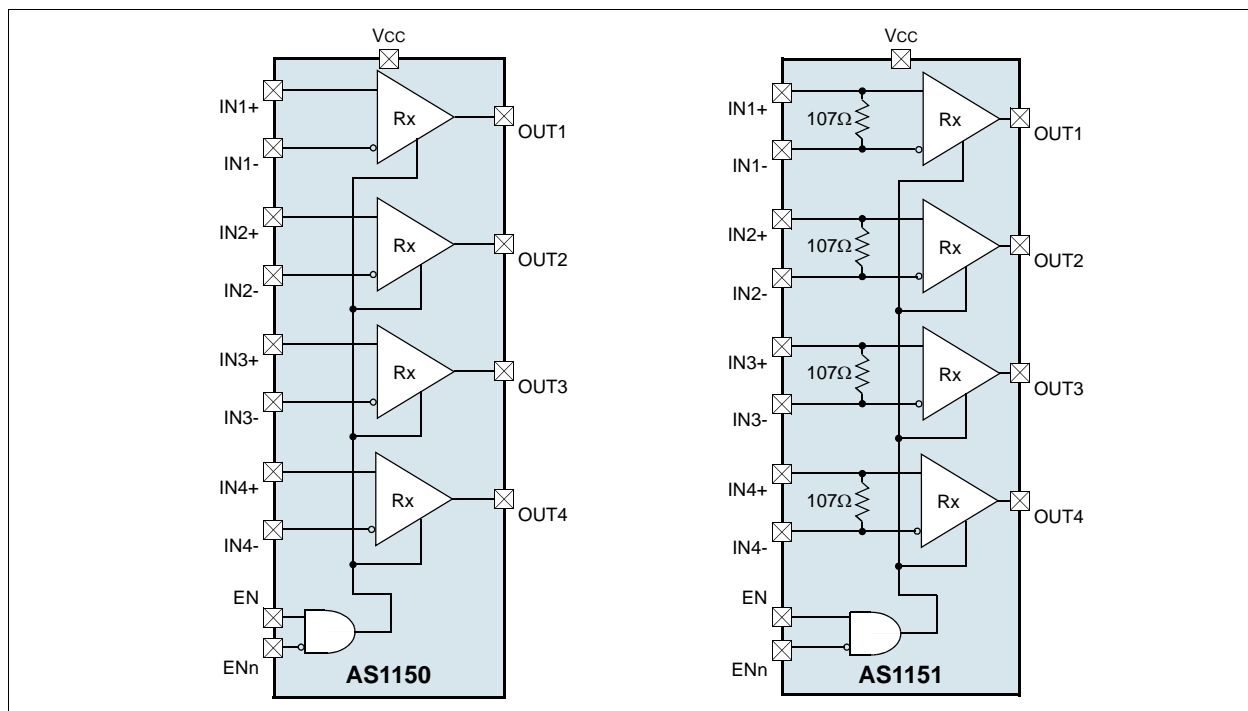 VCC
IN1+
Rx
OUT1
IN1-
IN2+
Rx
OUT2
IN2-
IN3+
Rx
OUT3
IN3-
IN4+
Rx
OUT4
IN4-
EN
ENn
AS1150
VCC
IN1+
107Ω
Rx
OUT1
IN1-
IN2+
107Ω
Rx
OUT2
IN2-
IN3+
107Ω
Rx
OUT3
IN3-
IN4+
107Ω
Rx
OUT4
IN4-
EN
ENn
AS1151